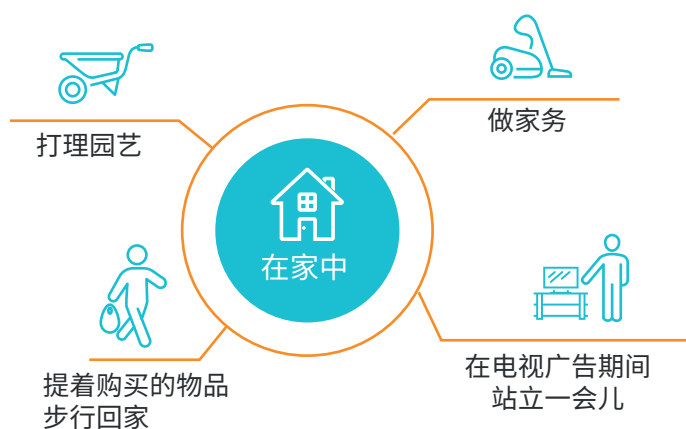 打理园艺
做家务
在家中
提着购买的物品
步行回家
在电视广告期间
站立一会儿